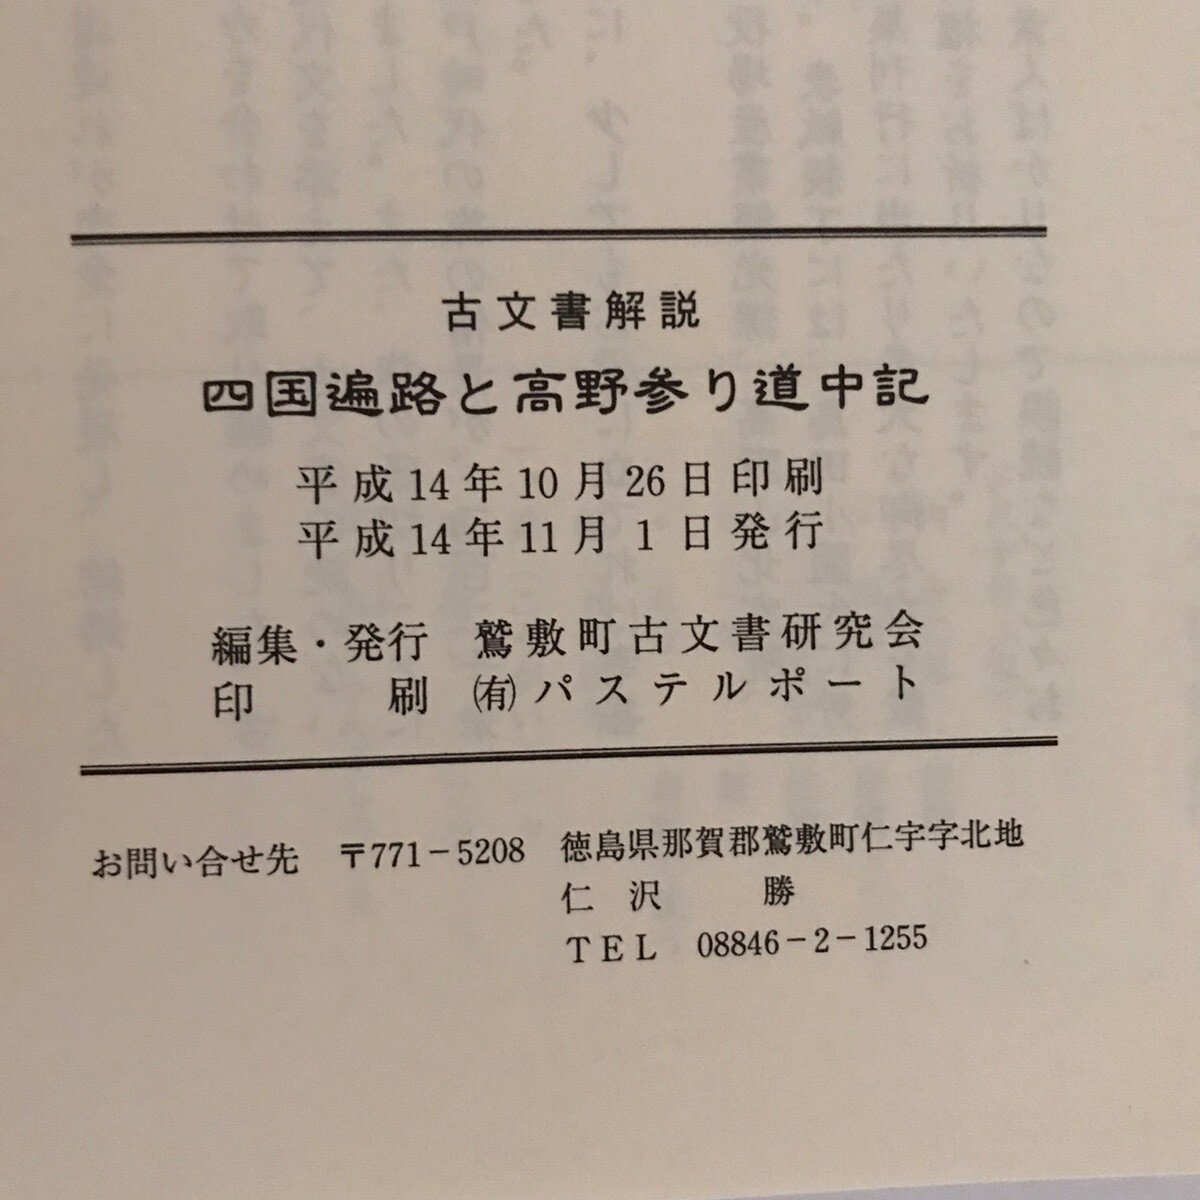 古文書解説
四国遍路と高野参り道中記
平成14年10月26日印刷
平成14年11月1日発行
編集・発行 鷲敷町古文書研究会
印刷 ㈲パステルポート
お問い合せ先 〒771-5208 徳島県那賀郡鷲敷町仁宇字北地
仁沢 勝
TEL 08846-2-1255